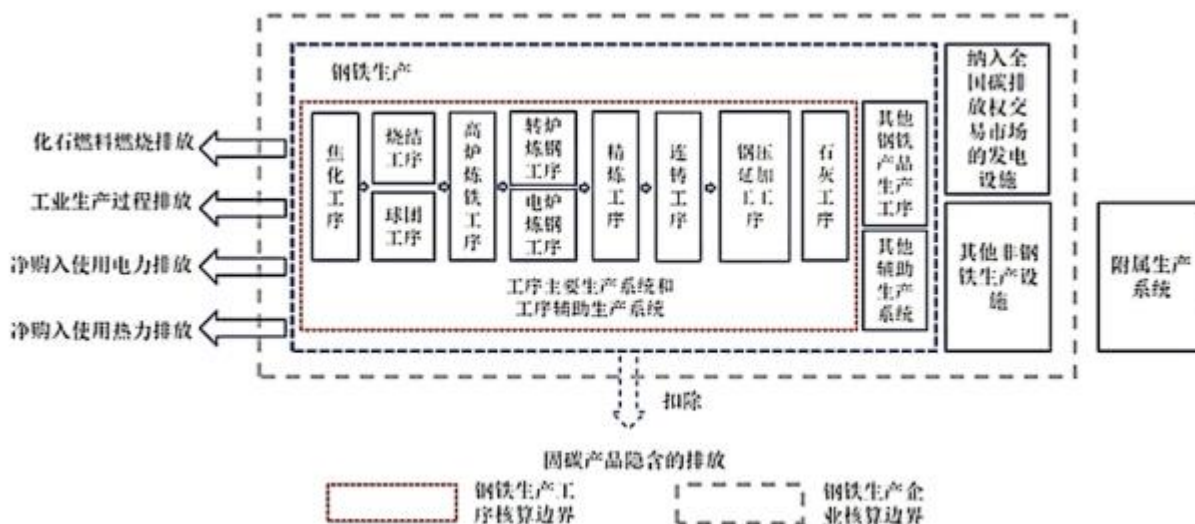 钢铁生产
纳入全
国碳排
放权交
易市场
的发电
设施
化石燃料燃烧排放
工业生产过程排放
净购入使用电力排放
净购入使用热力排放
焦
化
工
序
烧结
工序
球团
工序
高
炉
炼
铁
工
序
转炉
炼钢
工序
电炉
炼钢
工序
精
炼
工
序
连
铸
工
序
钢压
延加
工工
序
石
灰
工
序
其他
钢铁
产品
生产
工序
其他
辅助
生产
系统
工序主要生产系统和
工序辅助生产系统
其他非钢
铁生产设
施
附属生产
系统
扣除
固碳产品隐含的排放
钢铁生产工
序核算边界
钢铁生产企
业核算边界